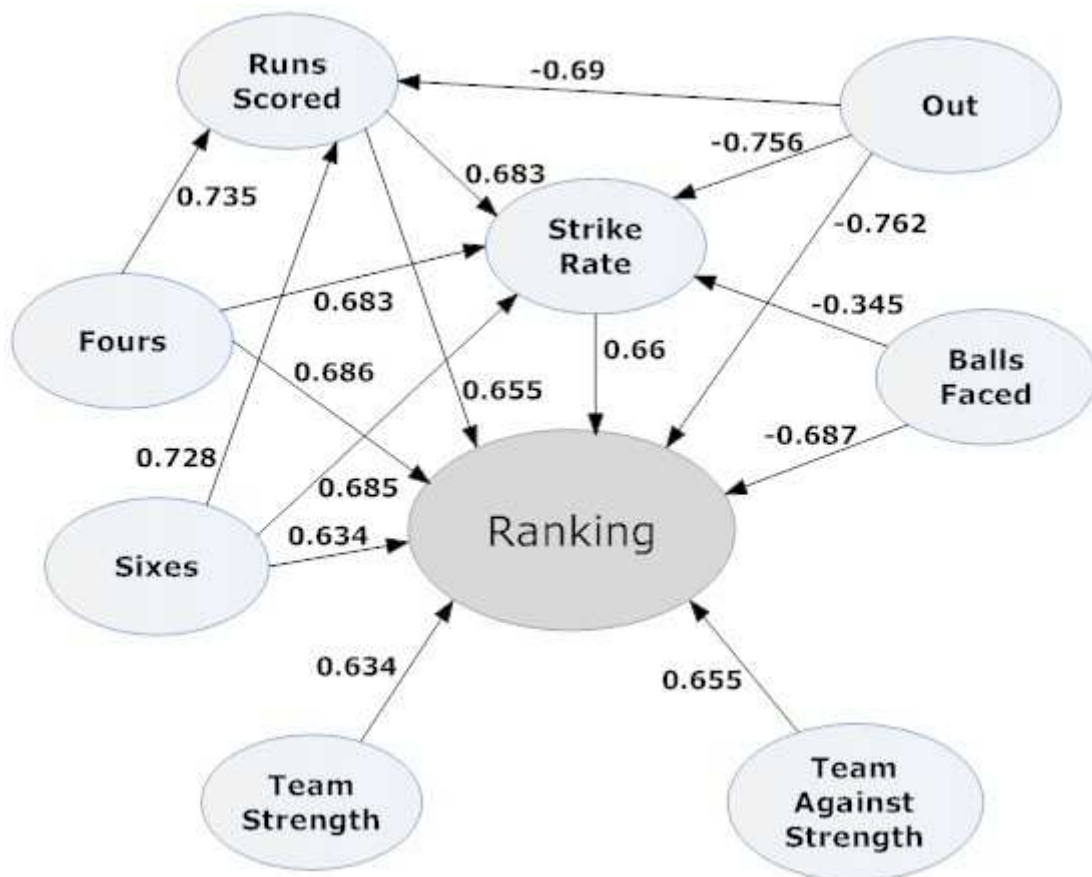 Runs
Scored
-0.69
Out
-0.756
0.683
0.735
Strike
Rate
-0.762
0.683
-0.345
Fours
0.66
Balls
Faced
0.686
0.655
-0.687
0.728
0.685
Ranking
0.634
Sixes
0.634
0.655
Team
Strength
Team
Against
Strength